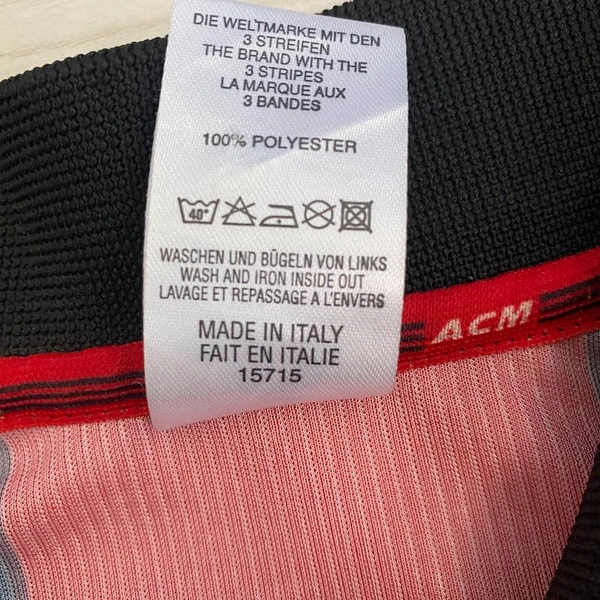 DIE WELTMARKE MIT DEN
3 STREIFEN
THE BRAND WITH THE
3 STRIPES
LA MARQUE AUX
3 BANDES
100% POLYESTER
40°
WASCHEN UND BÜGELN VON LINKS
WASH AND IRON INSIDE OUT
LAVAGE ET REPASSAGE A L'ENVERS
MADE IN ITALY
FAIT EN ITALIE
15715
ACM